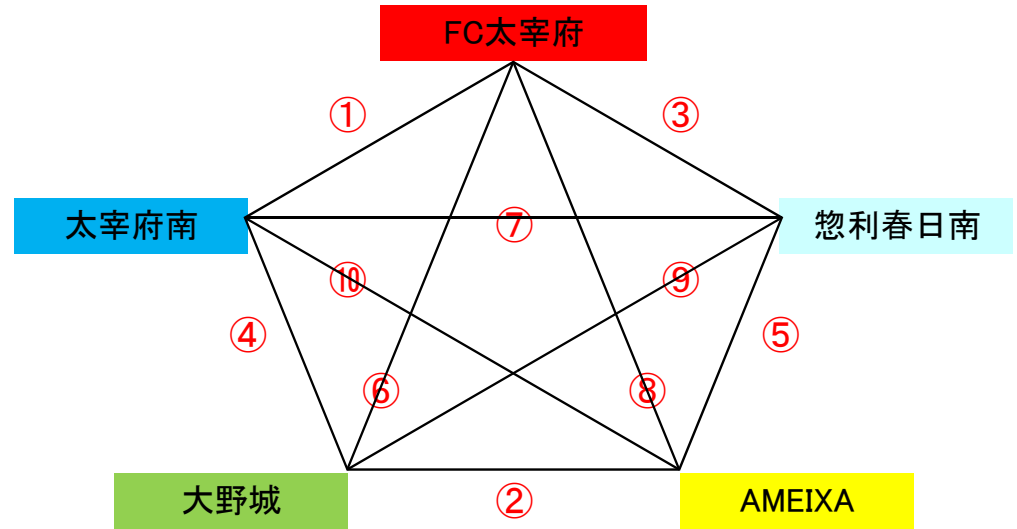 FC太宰府
①
③
太宰府南
⑦
惣利春日南
⑩
⑨
④
⑤
⑥
⑧
大野城
②
AMEIXA